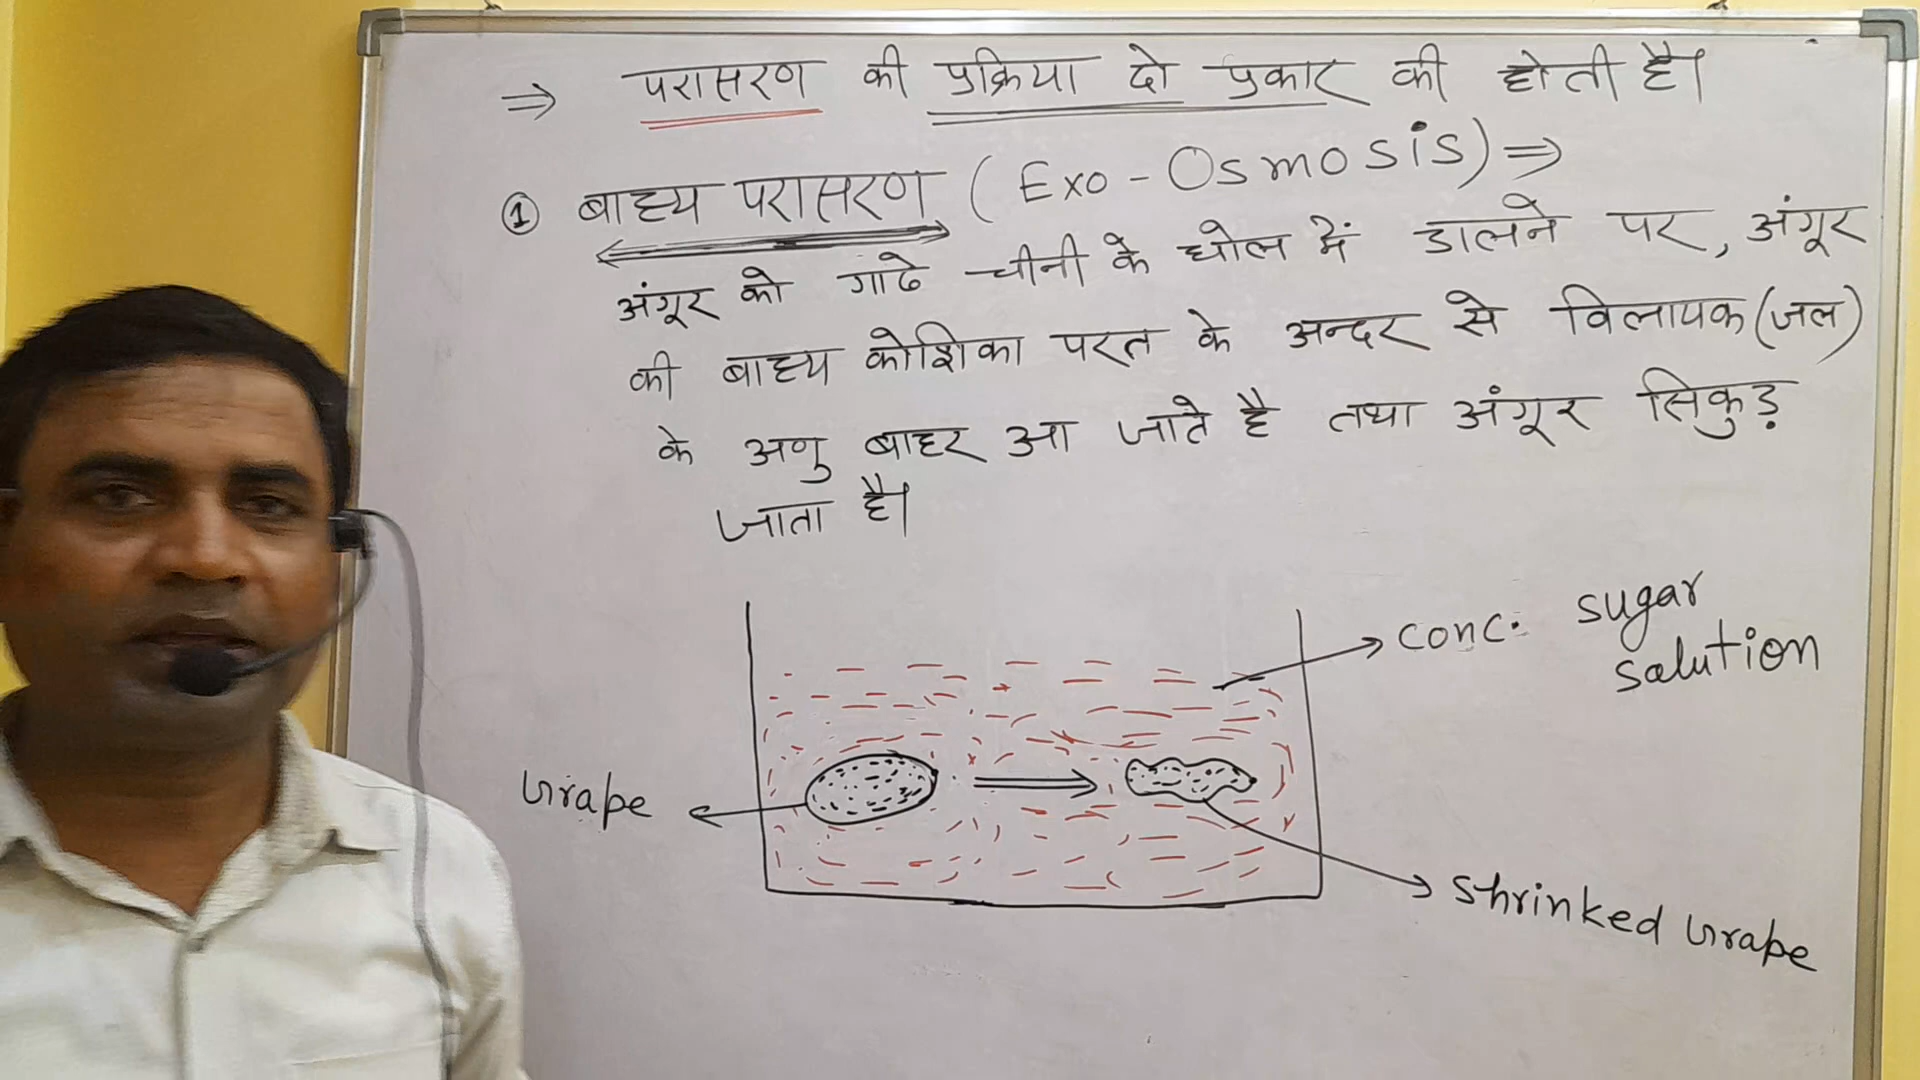 ⇒ परासरण की प्रक्रिया दो प्रकार की होती है।
① बाह्य परासरण (Exo-Osmosis) ⇒
अंगूर को गाढे चीनी के घोल में डालने पर, अंगूर
की बाह्य कोशिका परत के अन्दर से विलायक (जल)
के अणु बाहर आ जाते है तथा अंगूर सिकुड़
जाता है।
conc. sugar
solution
Grape
shrinked Grape